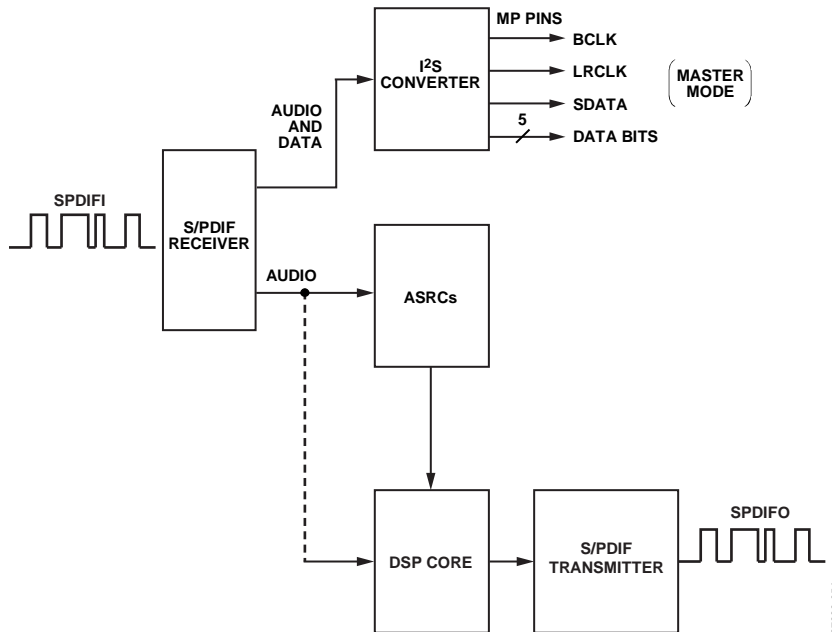 MP PINS
I²S
CONVERTER
BCLK
LRCLK
SDATA
5
DATA BITS
(MASTER
MODE)
AUDIO
AND
DATA
SPDIFI
S/PDIF
RECEIVER
AUDIO
ASRCs
DSP CORE
S/PDIF
TRANSMITTER
SPDIFO